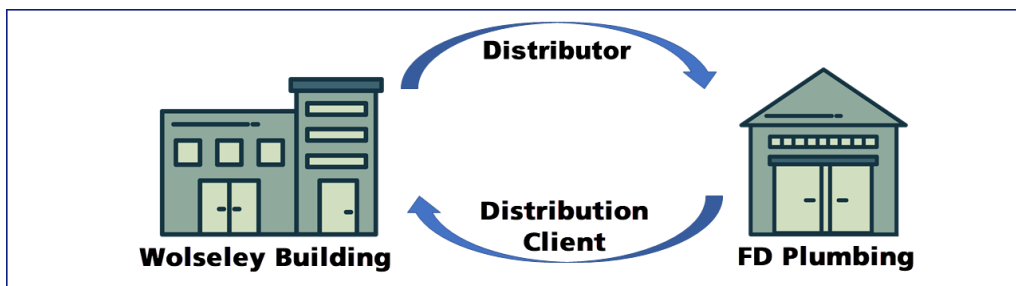 Distributor
Distribution
Client
Wolseley Building
FD Plumbing